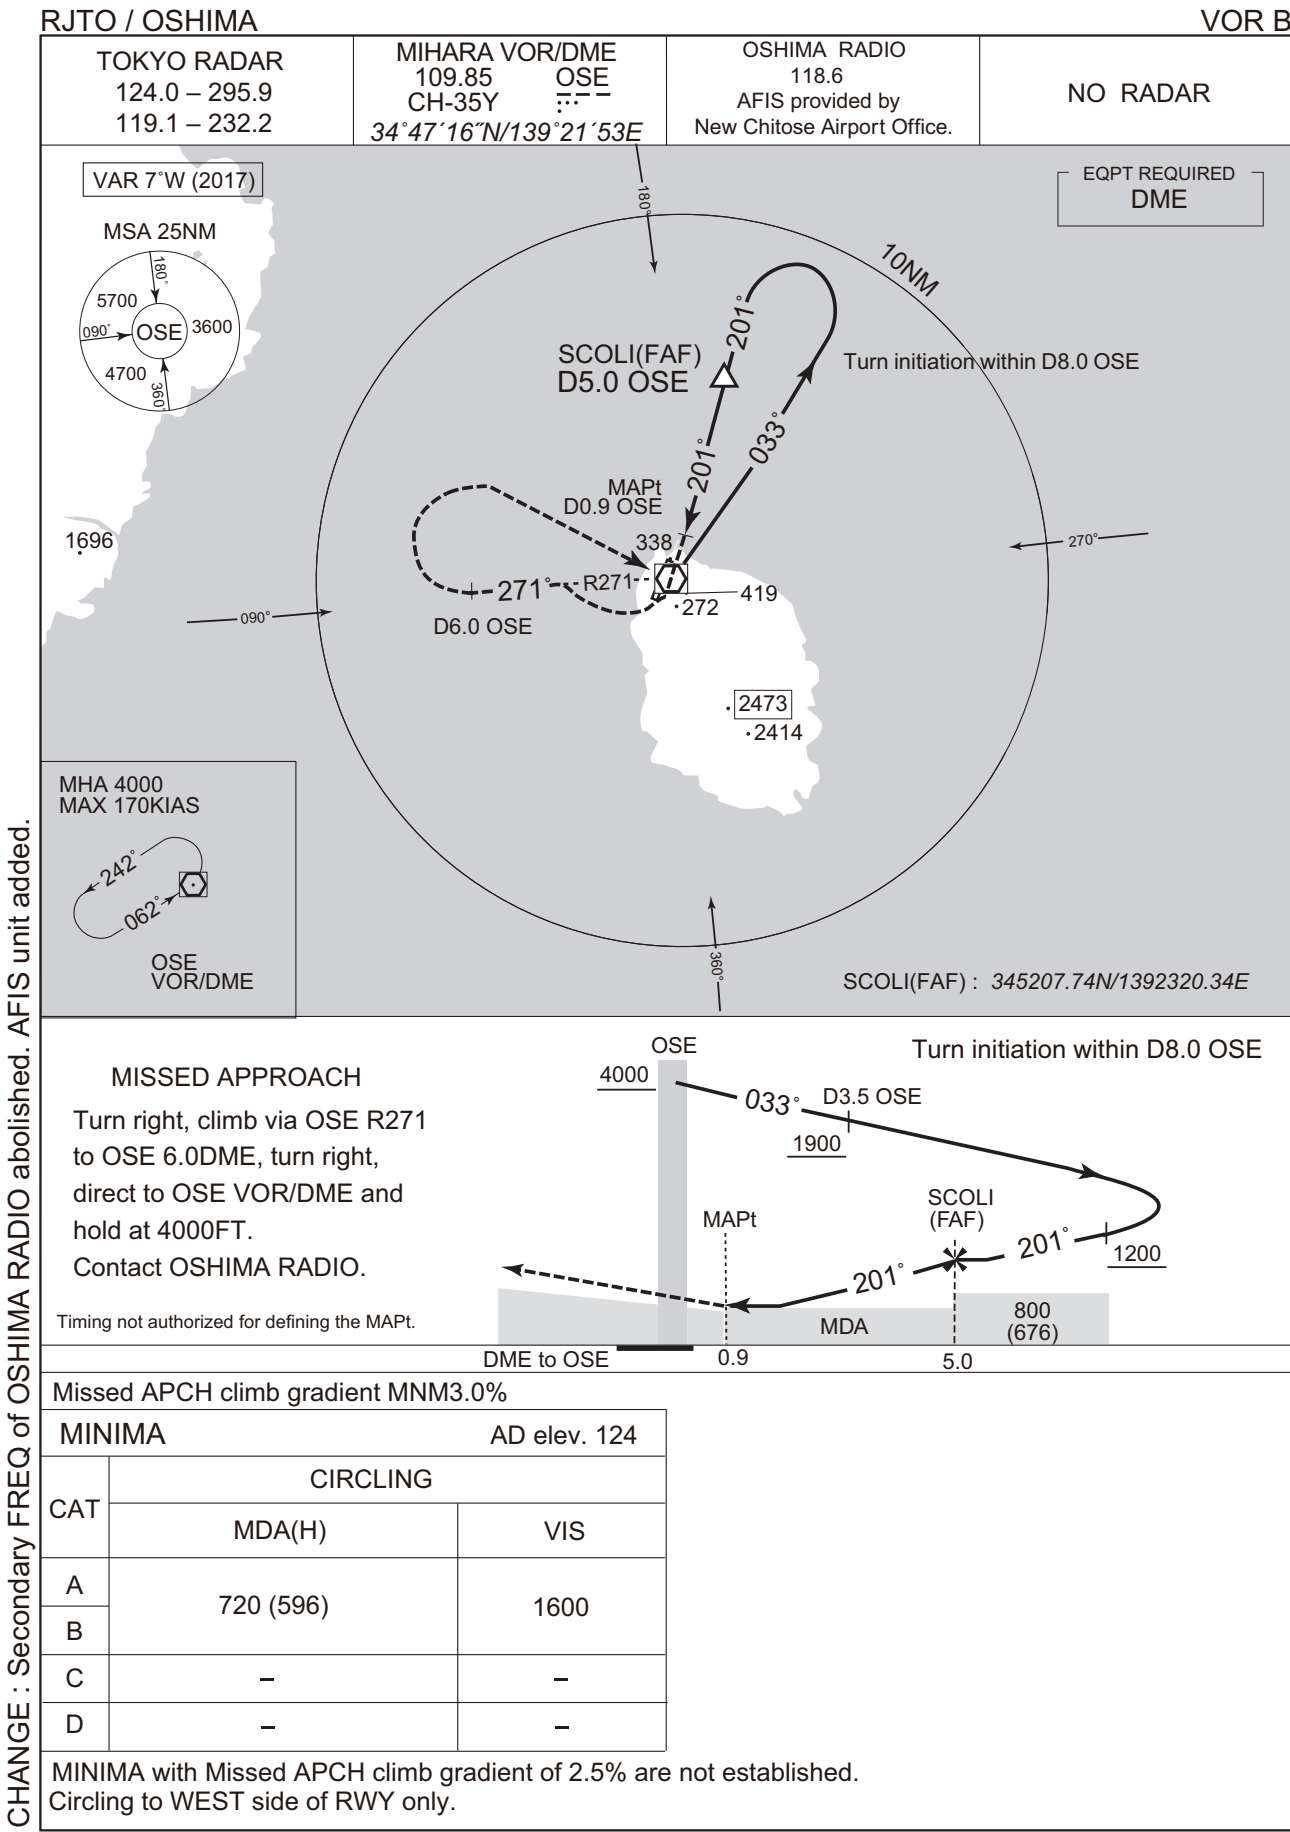 RJTO / OSHIMA
VOR B
TOKYO RADAR
124.0 – 295.9
119.1 – 232.2
MIHARA VOR/DME
109.85 OSE
CH-35Y
34˚47´16˝N/139˚21´53E
OSHIMA RADIO
118.6
AFIS provided by
New Chitose Airport Office.
NO RADAR
VAR 7˚W (2017)
EQPT REQUIRED
DME
MSA 25NM
180˚
5700
090˚
OSE
3600
4700
360˚
180˚
10NM
201˚
SCOLI(FAF)
D5.0 OSE
Turn initiation within D8.0 OSE
033˚
201˚
MAPt
D0.9 OSE
1696
338
270˚
271˚
R271
419
272
D6.0 OSE
090˚
2473
2414
MHA 4000
MAX 170KIAS
242˚
062˚
OSE
VOR/DME
360˚
SCOLI(FAF) : 345207.74N/1392320.34E
MISSED APPROACH
Turn right, climb via OSE R271
to OSE 6.0DME, turn right,
direct to OSE VOR/DME and
hold at 4000FT.
Contact OSHIMA RADIO.
Timing not authorized for defining the MAPt.
OSE
Turn initiation within D8.0 OSE
4000
033˚
D3.5 OSE
1900
SCOLI
(FAF)
MAPt
201˚
1200
201˚
MDA
800
(676)
DME to OSE
0.9
5.0
Missed APCH climb gradient MNM3.0%
MINIMA
AD elev. 124
CAT
CIRCLING
MDA(H)
VIS
A
720 (596)
1600
B
C
–
–
D
–
–
MINIMA with Missed APCH climb gradient of 2.5% are not established.
Circling to WEST side of RWY only.
CHANGE : Secondary FREQ of OSHIMA RADIO abolished. AFIS unit added.